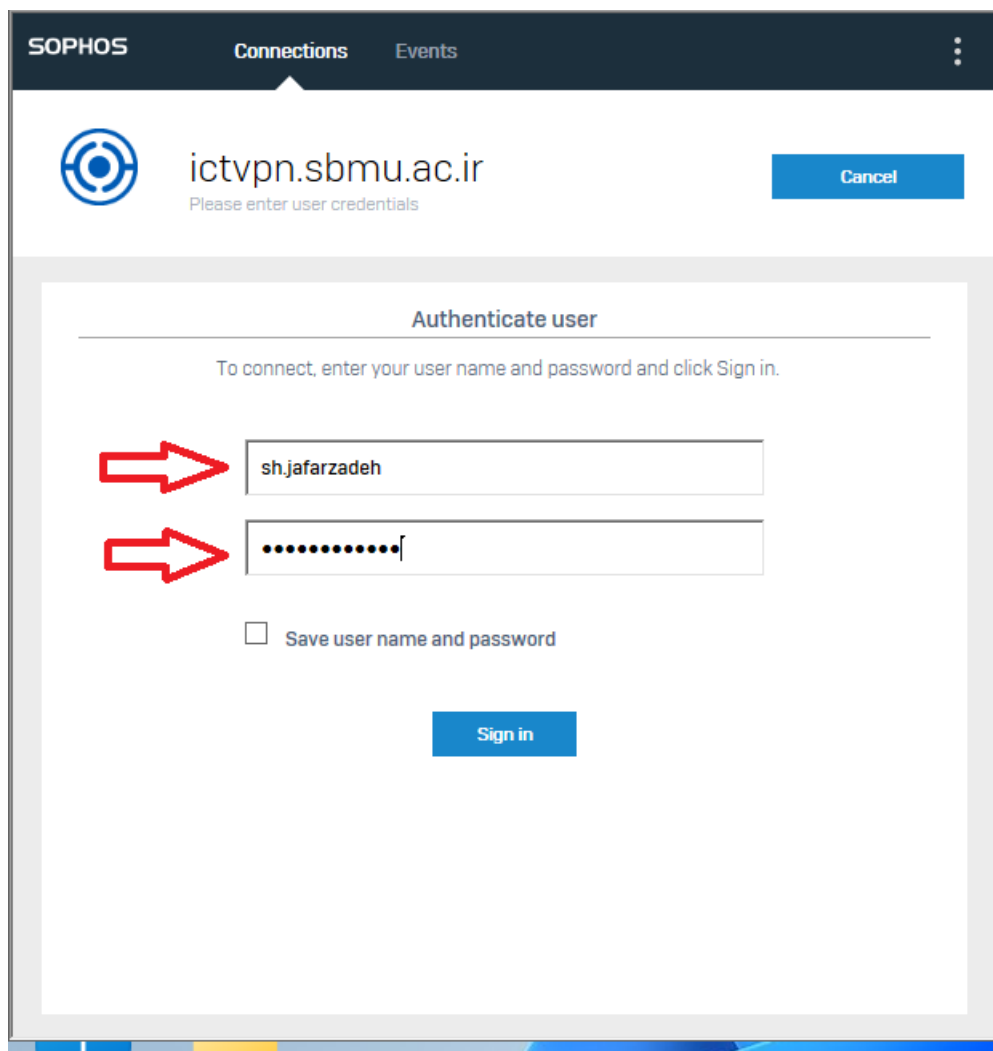 SOPHOS Connections Events
ictvpn.sbmu.ac.ir
Please enter user credentials
Cancel
Authenticate user
To connect, enter your user name and password and click Sign in.
sh.jafarzadeh
••••••••••••
Save user name and password
Sign in